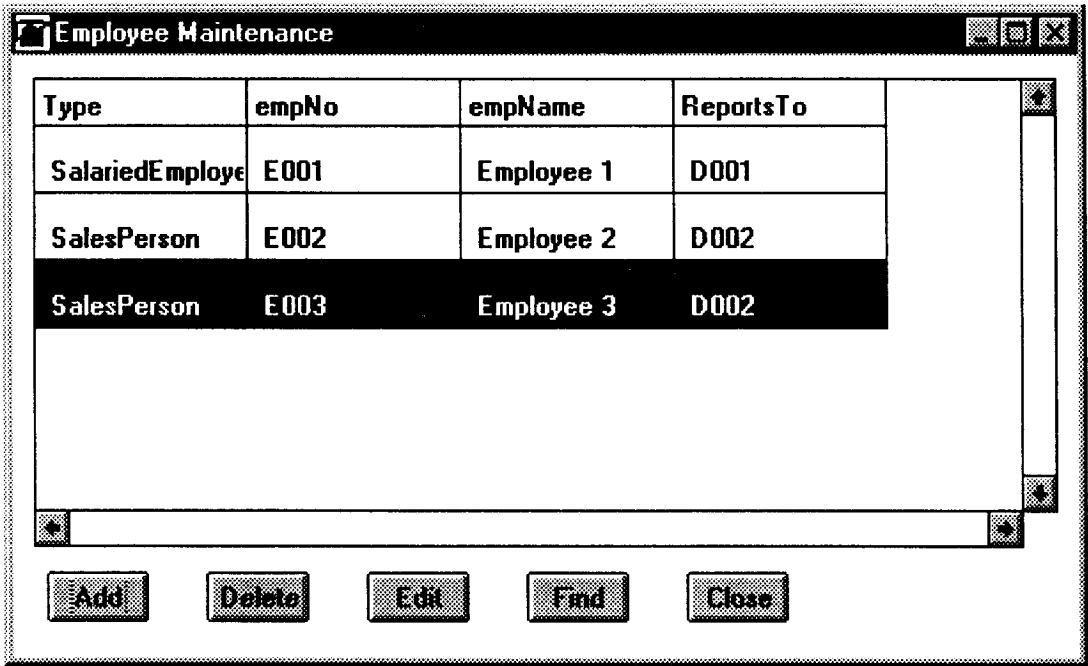 Employee Maintenance
Type empNo empName ReportsTo
SalariedEmploye E001 Employee 1 D001
SalesPerson E002 Employee 2 D002
SalesPerson E003 Employee 3 D002
Add Delete Edit Find Close